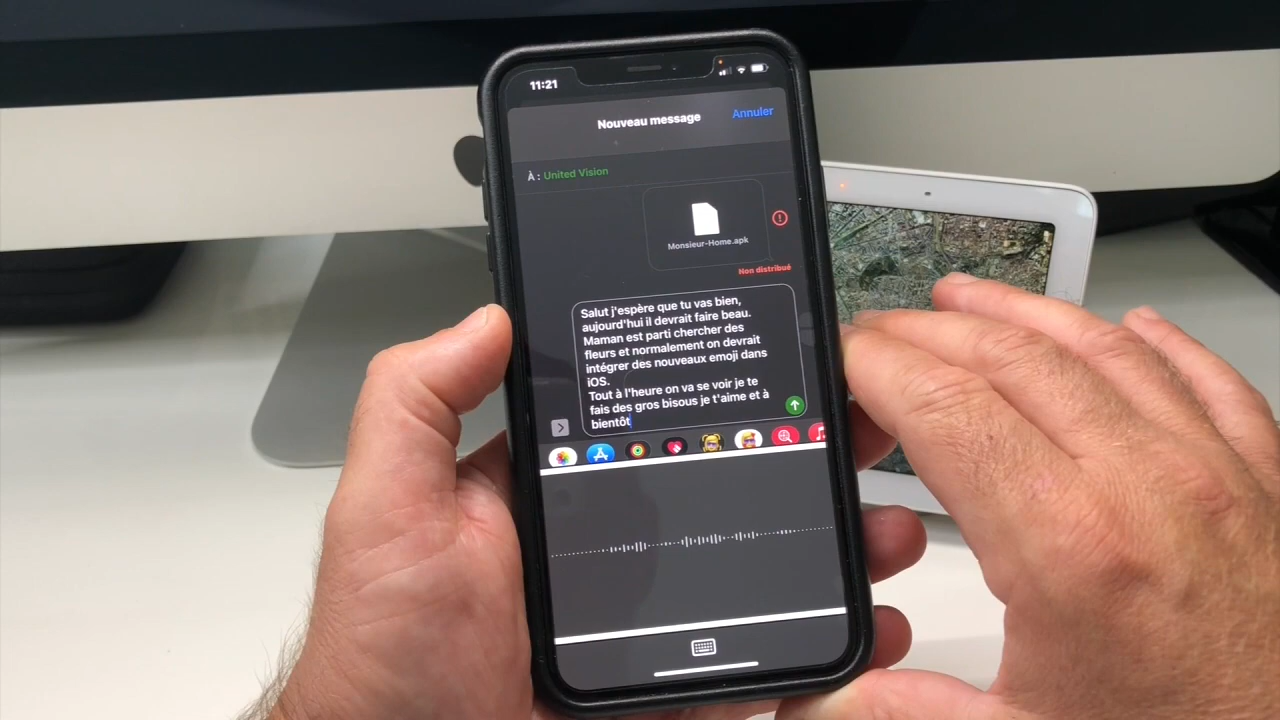 11:21
Nouveau message
Annuler
À : United Vision
Monsieur-Home.apk
Non distribué
Salut j'espère que tu vas bien,
aujourd'hui il devrait faire beau.
Maman est parti chercher des
fleurs et normalement on devrait
intégrer des nouveaux emoji dans
iOS.
Tout à l'heure on va se voir je te
fais des gros bisous je t'aime et à
bientôt